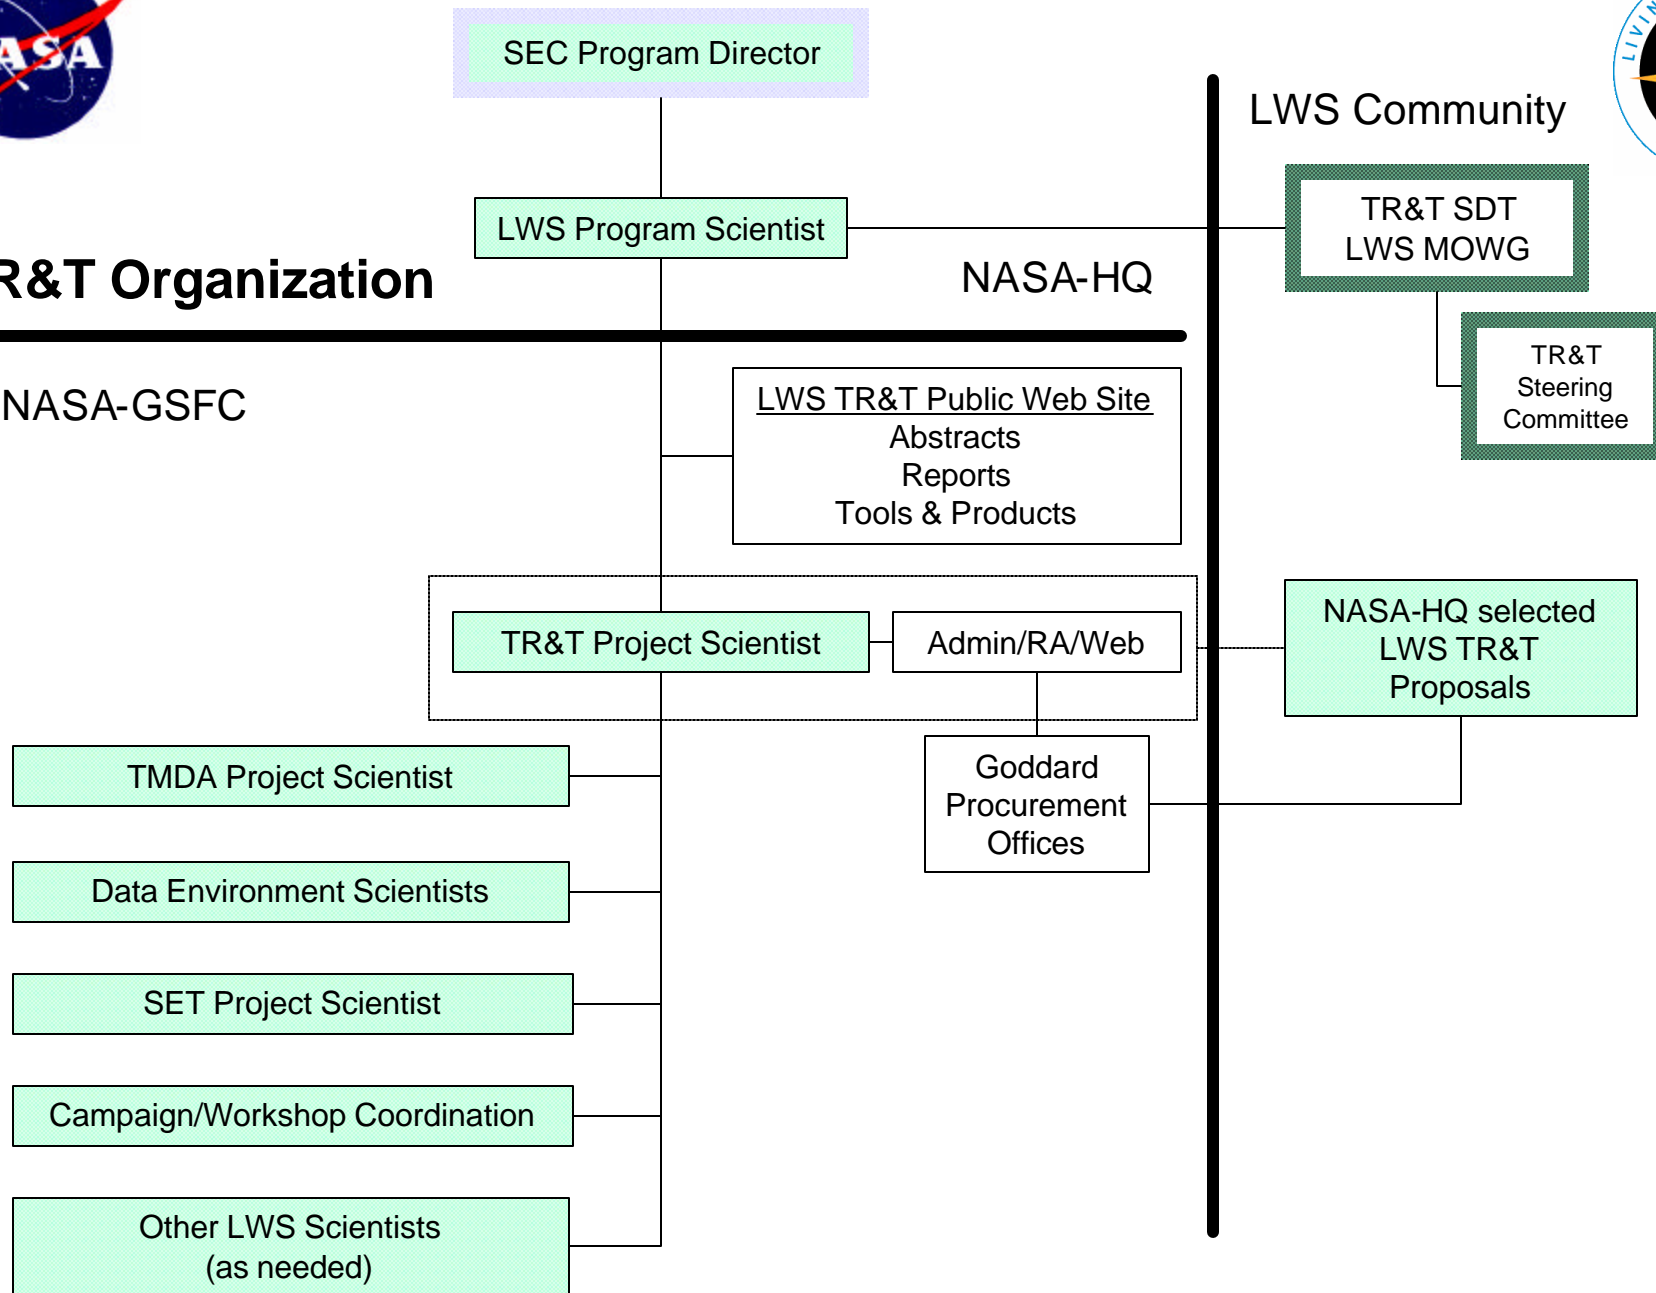 SEC Program Director
LWS Community
LIVIN
TR&T SDT
LWS MOWG
LWS Program Scientist
R&T Organization
NASA-HQ
TR&T
Steering
Committee
NASA-GSFC
LWS TR&T Public Web Site
Abstracts
Reports
Tools & Products
TR&T Project Scientist
Admin/RA/Web
NASA-HQ selected
LWS TR&T
Proposals
Goddard
Procurement
Offices
TMDA Project Scientist
Data Environment Scientists
SET Project Scientist
Campaign/Workshop Coordination
Other LWS Scientists
(as needed)